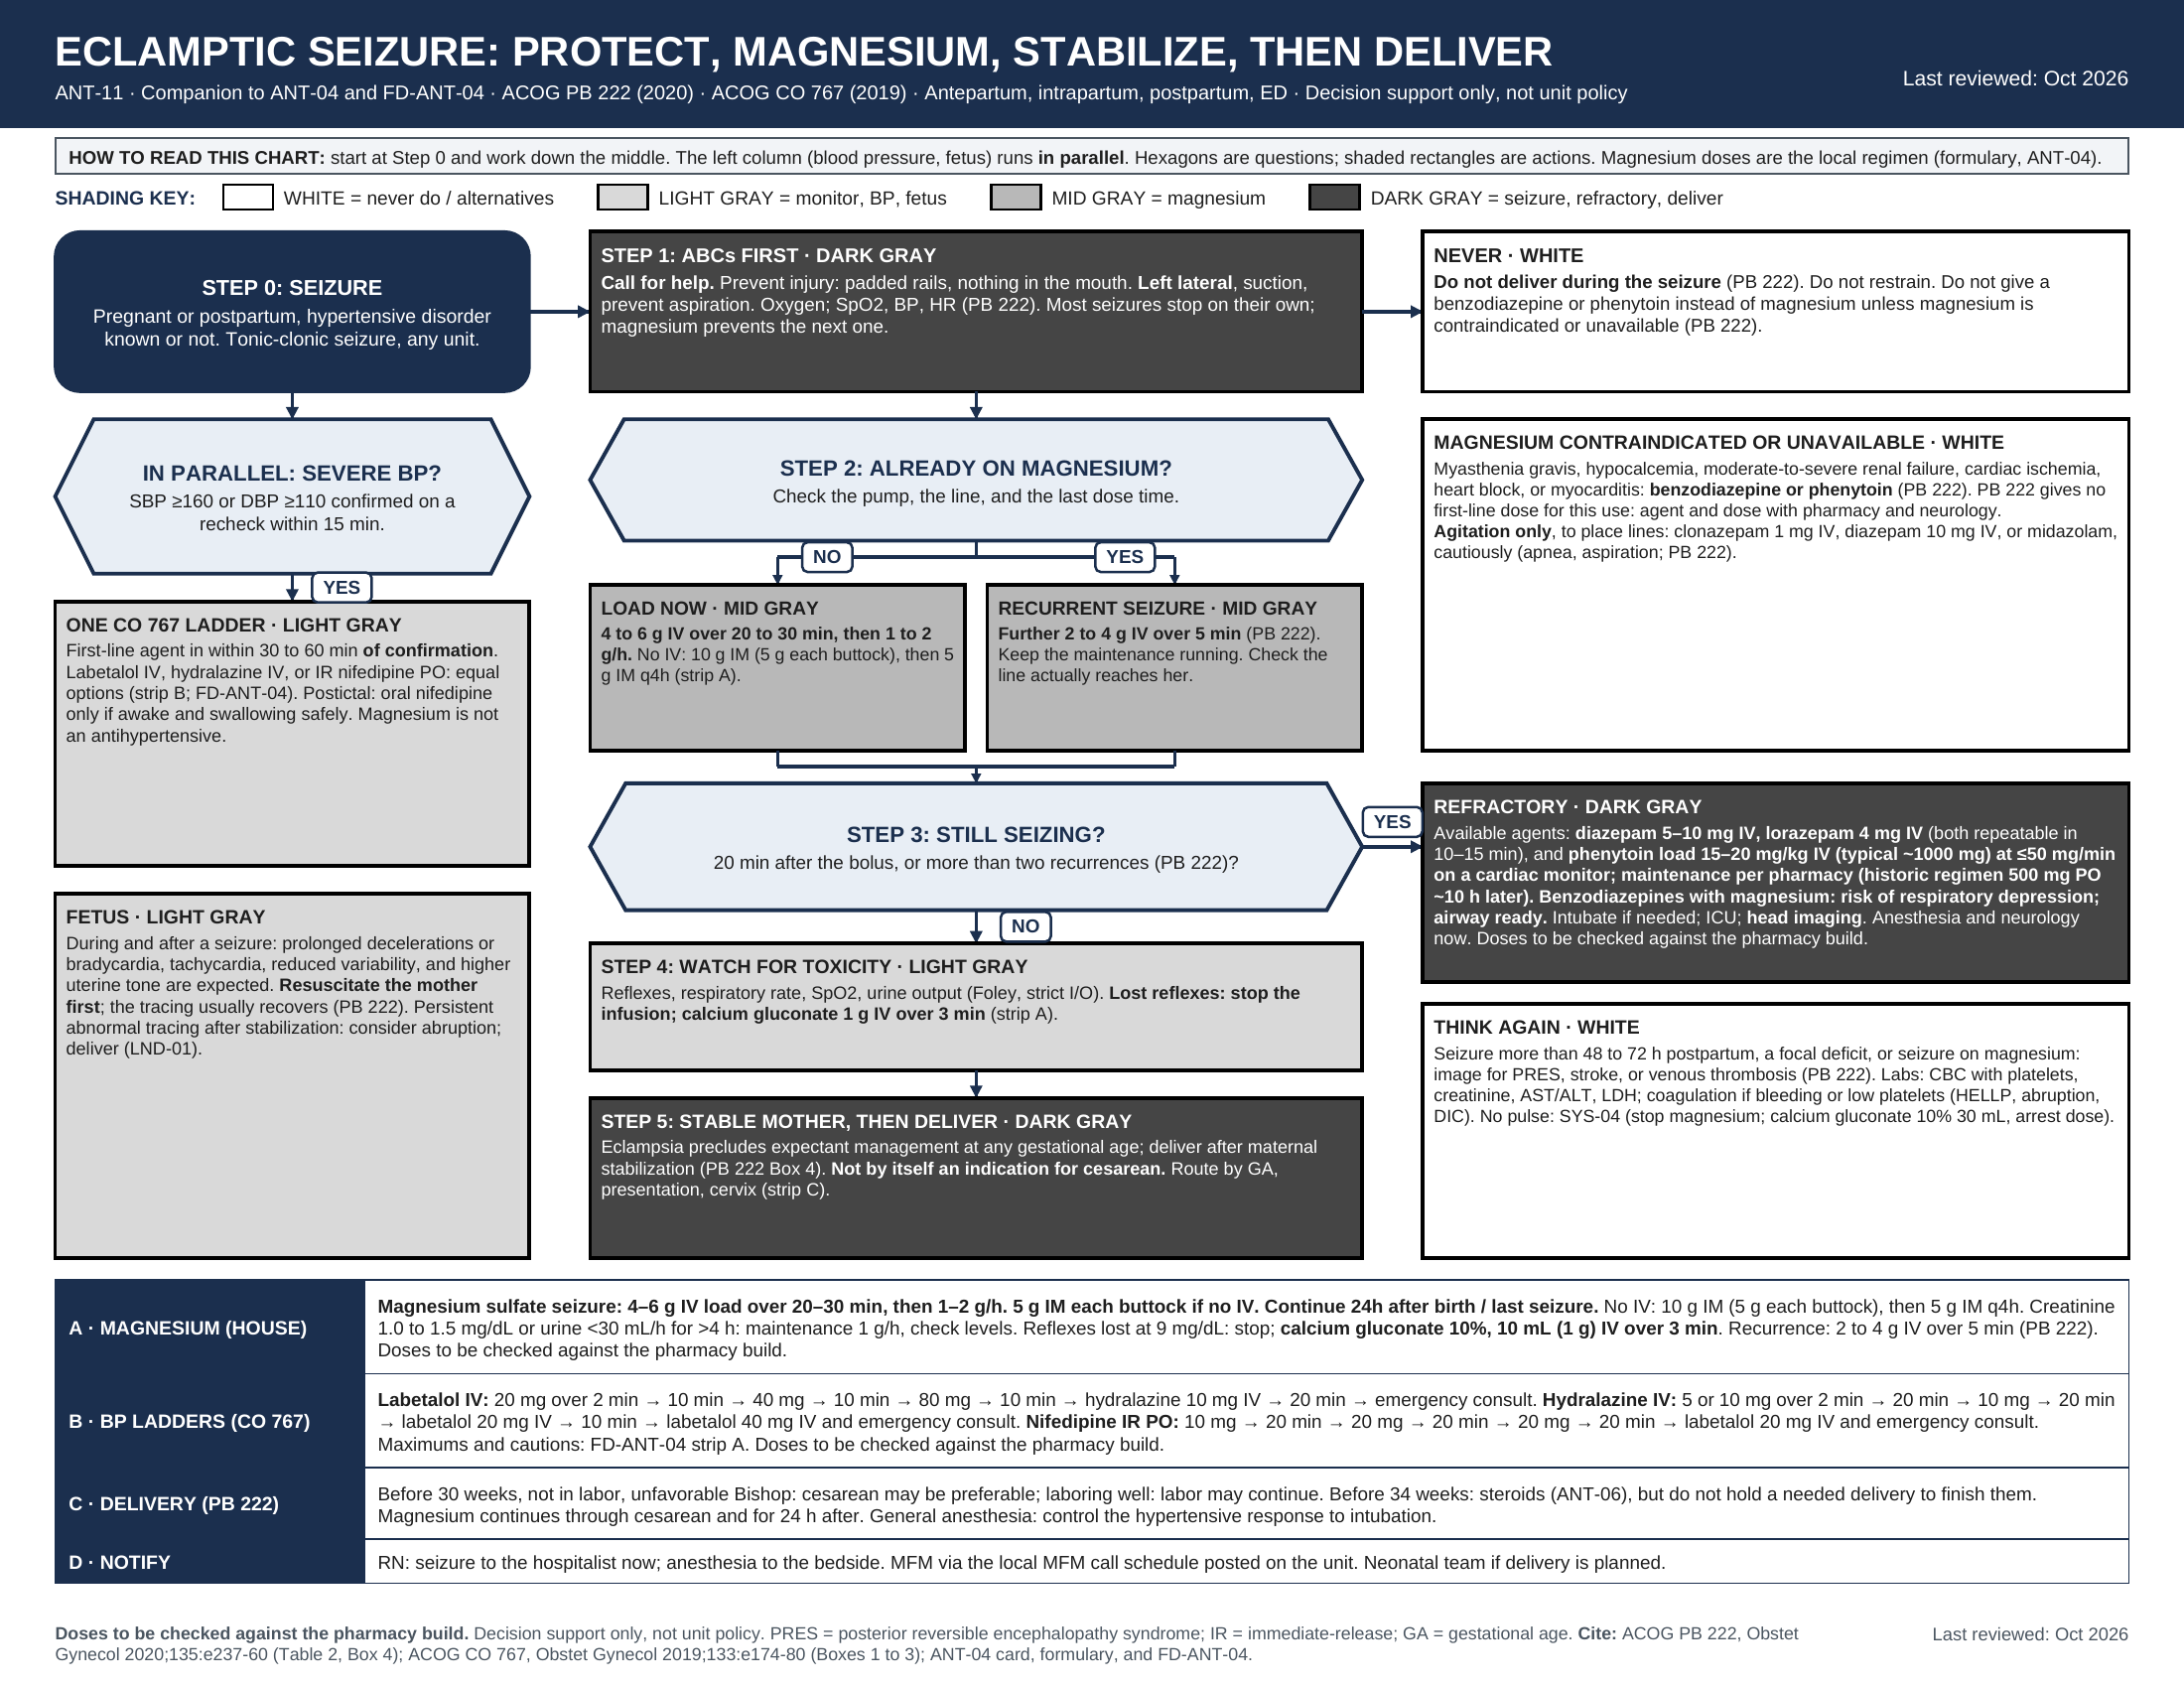 ECLAMPTIC SEIZURE: PROTECT, MAGNESIUM, STABILIZE, THEN DELIVER
ANT-11 · Companion to ANT-04 and FD-ANT-04 · ACOG PB 222 (2020) · ACOG CO 767 (2019) · Antepartum, intrapartum, postpartum, ED · Decision support only, not unit policy
Last reviewed: Oct 2026
HOW TO READ THIS CHART: start at Step 0 and work down the middle. The left column (blood pressure, fetus) runs in parallel. Hexagons are questions; shaded rectangles are actions. Magnesium doses are the local regimen (formulary, ANT-04).
SHADING KEY:
WHITE = never do / alternatives
LIGHT GRAY = monitor, BP, fetus
MID GRAY = magnesium
DARK GRAY = seizure, refractory, deliver
STEP 0: SEIZURE
Pregnant or postpartum, hypertensive disorder
known or not. Tonic-clonic seizure, any unit.
STEP 1: ABCs FIRST · DARK GRAY
Call for help. Prevent injury: padded rails, nothing in the mouth. Left lateral, suction,
prevent aspiration. Oxygen; SpO2, BP, HR (PB 222). Most seizures stop on their own;
magnesium prevents the next one.
NEVER · WHITE
Do not deliver during the seizure (PB 222). Do not restrain. Do not give a
benzodiazepine or phenytoin instead of magnesium unless magnesium is
contraindicated or unavailable (PB 222).
IN PARALLEL: SEVERE BP?
SBP ≥160 or DBP ≥110 confirmed on a
recheck within 15 min.
YES
ONE CO 767 LADDER · LIGHT GRAY
First-line agent in within 30 to 60 min of confirmation.
Labetalol IV, hydralazine IV, or IR nifedipine PO: equal
options (strip B; FD-ANT-04). Postictal: oral nifedipine
only if awake and swallowing safely. Magnesium is not
an antihypertensive.
FETUS · LIGHT GRAY
During and after a seizure: prolonged decelerations or
bradycardia, tachycardia, reduced variability, and higher
uterine tone are expected. Resuscitate the mother
first; the tracing usually recovers (PB 222). Persistent
abnormal tracing after stabilization: consider abruption;
deliver (LND-01).
STEP 2: ALREADY ON MAGNESIUM?
Check the pump, the line, and the last dose time.
NO
YES
LOAD NOW · MID GRAY
4 to 6 g IV over 20 to 30 min, then 1 to 2
g/h. No IV: 10 g IM (5 g each buttock), then 5
g IM q4h (strip A).
RECURRENT SEIZURE · MID GRAY
Further 2 to 4 g IV over 5 min (PB 222).
Keep the maintenance running. Check the
line actually reaches her.
STEP 3: STILL SEIZING?
20 min after the bolus, or more than two recurrences (PB 222)?
YES
NO
STEP 4: WATCH FOR TOXICITY · LIGHT GRAY
Reflexes, respiratory rate, SpO2, urine output (Foley, strict I/O). Lost reflexes: stop the
infusion; calcium gluconate 1 g IV over 3 min (strip A).
STEP 5: STABLE MOTHER, THEN DELIVER · DARK GRAY
Eclampsia precludes expectant management at any gestational age; deliver after maternal
stabilization (PB 222 Box 4). Not by itself an indication for cesarean. Route by GA,
presentation, cervix (strip C).
MAGNESIUM CONTRAINDICATED OR UNAVAILABLE · WHITE
Myasthenia gravis, hypocalcemia, moderate-to-severe renal failure, cardiac ischemia,
heart block, or myocarditis: benzodiazepine or phenytoin (PB 222). PB 222 gives no
first-line dose for this use: agent and dose with pharmacy and neurology.
Agitation only, to place lines: clonazepam 1 mg IV, diazepam 10 mg IV, or midazolam,
cautiously (apnea, aspiration; PB 222).
REFRACTORY · DARK GRAY
Available agents: diazepam 5–10 mg IV, lorazepam 4 mg IV (both repeatable in
10–15 min), and phenytoin load 15–20 mg/kg IV (typical ~1000 mg) at ≤50 mg/min
on a cardiac monitor; maintenance per pharmacy (historic regimen 500 mg PO
~10 h later). Benzodiazepines with magnesium: risk of respiratory depression;
airway ready. Intubate if needed; ICU; head imaging. Anesthesia and neurology
now. Doses to be checked against the pharmacy build.
THINK AGAIN · WHITE
Seizure more than 48 to 72 h postpartum, a focal deficit, or seizure on magnesium:
image for PRES, stroke, or venous thrombosis (PB 222). Labs: CBC with platelets,
creatinine, AST/ALT, LDH; coagulation if bleeding or low platelets (HELLP, abruption,
DIC). No pulse: SYS-04 (stop magnesium; calcium gluconate 10% 30 mL, arrest dose).
A · MAGNESIUM (HOUSE)
Magnesium sulfate seizure: 4–6 g IV load over 20–30 min, then 1–2 g/h. 5 g IM each buttock if no IV. Continue 24h after birth / last seizure. No IV: 10 g IM (5 g each buttock), then 5 g IM q4h. Creatinine
1.0 to 1.5 mg/dL or urine <30 mL/h for >4 h: maintenance 1 g/h, check levels. Reflexes lost at 9 mg/dL: stop; calcium gluconate 10%, 10 mL (1 g) IV over 3 min. Recurrence: 2 to 4 g IV over 5 min (PB 222).
Doses to be checked against the pharmacy build.
B · BP LADDERS (CO 767)
Labetalol IV: 20 mg over 2 min → 10 min → 40 mg → 10 min → 80 mg → 10 min → hydralazine 10 mg IV → 20 min → emergency consult. Hydralazine IV: 5 or 10 mg over 2 min → 20 min → 10 mg → 20 min
→ labetalol 20 mg IV → 10 min → labetalol 40 mg IV and emergency consult. Nifedipine IR PO: 10 mg → 20 min → 20 mg → 20 min → 20 mg → 20 min → labetalol 20 mg IV and emergency consult.
Maximums and cautions: FD-ANT-04 strip A. Doses to be checked against the pharmacy build.
C · DELIVERY (PB 222)
Before 30 weeks, not in labor, unfavorable Bishop: cesarean may be preferable; laboring well: labor may continue. Before 34 weeks: steroids (ANT-06), but do not hold a needed delivery to finish them.
Magnesium continues through cesarean and for 24 h after. General anesthesia: control the hypertensive response to intubation.
D · NOTIFY
RN: seizure to the hospitalist now; anesthesia to the bedside. MFM via the local MFM call schedule posted on the unit. Neonatal team if delivery is planned.
Doses to be checked against the pharmacy build. Decision support only, not unit policy. PRES = posterior reversible encephalopathy syndrome; IR = immediate-release; GA = gestational age. Cite: ACOG PB 222, Obstet
Gynecol 2020;135:e237-60 (Table 2, Box 4); ACOG CO 767, Obstet Gynecol 2019;133:e174-80 (Boxes 1 to 3); ANT-04 card, formulary, and FD-ANT-04.
Last reviewed: Oct 2026